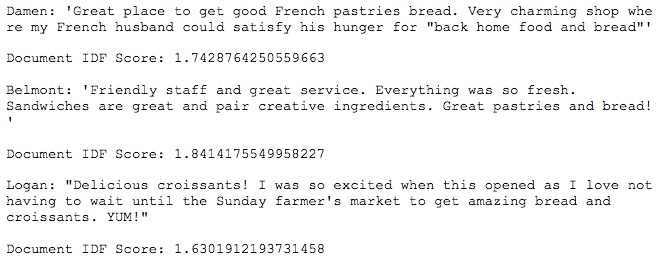 Damen: 'Great place to get good French pastries bread. Very charming shop whe
re my French husband could satisfy his hunger for "back home food and bread"'
Document IDF Score: 1.7428764250559663
Belmont: 'Friendly staff and great service. Everything was so fresh.
Sandwiches are great and pair creative ingredients. Great pastries and bread!
'
Document IDF Score: 1.8414175549958227
Logan: "Delicious croissants! I was so excited when this opened as I love not
having to wait until the Sunday farmer's market to get amazing bread and
croissants. YUM!"
Document IDF Score: 1.6301912193731458